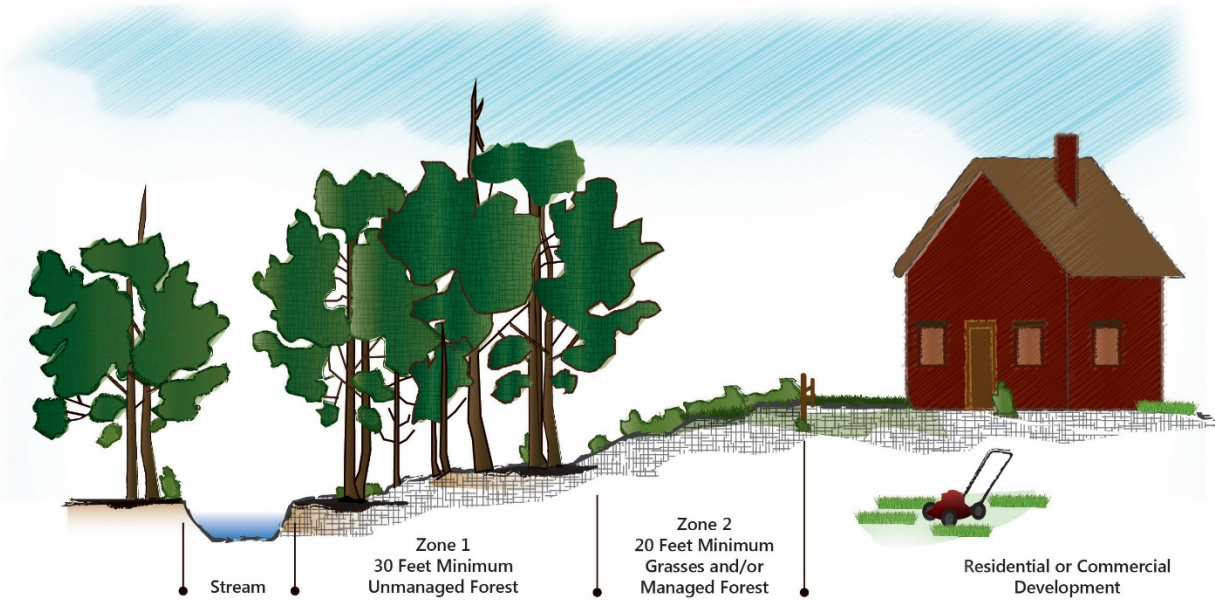 Stream
Zone 1
30 Feet Minimum
Unmanaged Forest
Zone 2
20 Feet Minimum
Grasses and/or
Managed Forest
Residential or Commercial
Development